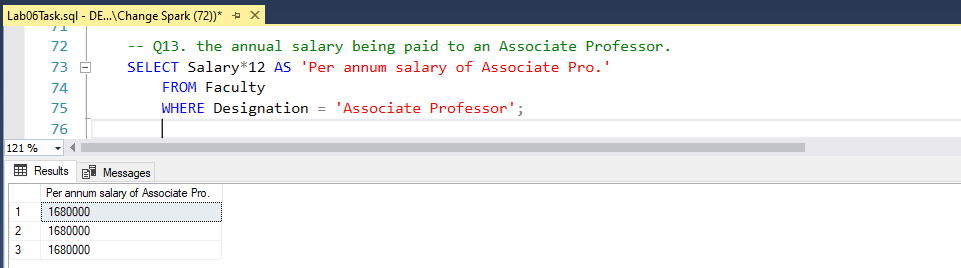 Lab06Task.sql - DE...\Change Spark (72))*
71
72 -- Q13. the annual salary being paid to an Associate Professor.
73 SELECT Salary*12 AS 'Per annum salary of Associate Pro.'
74 FROM Faculty
75 WHERE Designation = 'Associate Professor';
76
121 %
Results Messages
Per annum salary of Associate Pro.
1 1680000
2 1680000
3 1680000